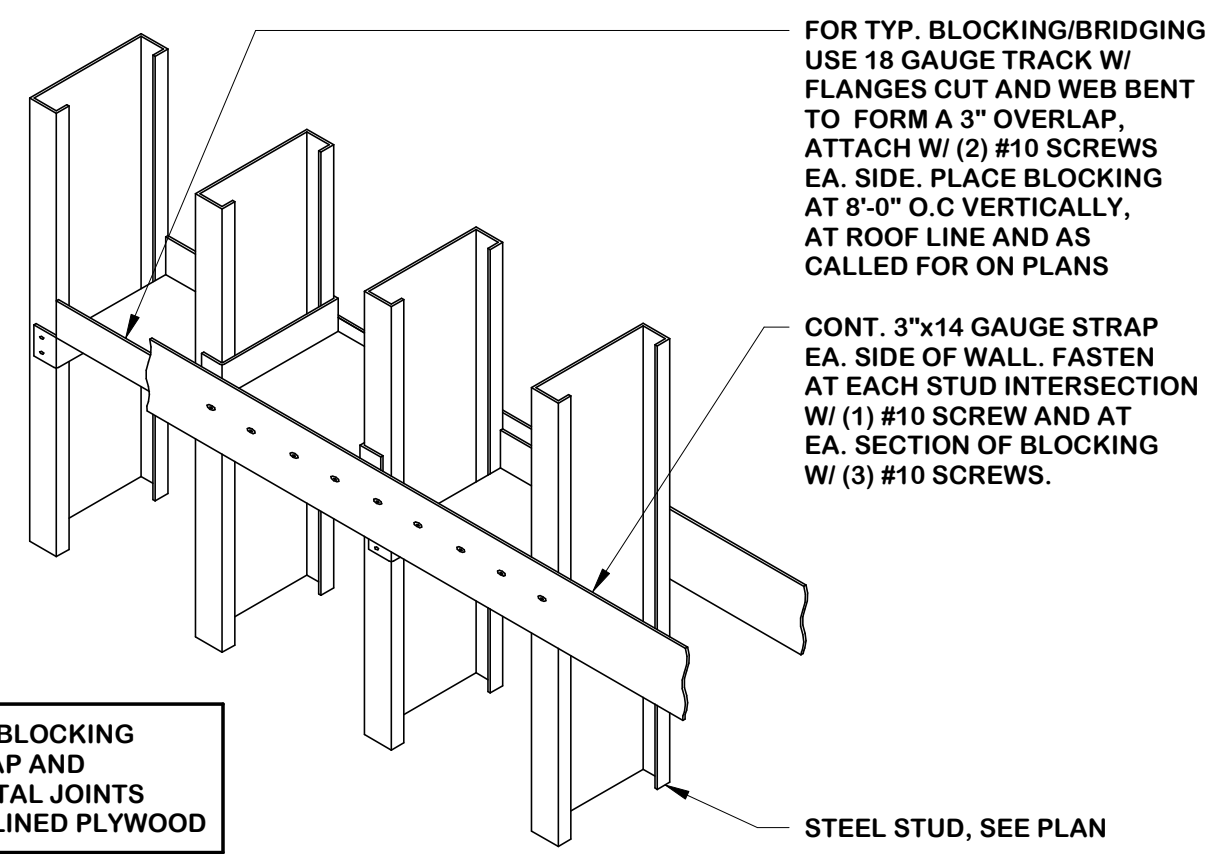 FOR TYP. BLOCKING/BRIDGING
USE 18 GAUGE TRACK W/
FLANGES CUT AND WEB BENT
TO FORM A 3" OVERLAP,
ATTACH W/ (2) #10 SCREWS
EA. SIDE. PLACE BLOCKING
AT 8'-0" O.C VERTICALLY,
AT ROOF LINE AND AS
CALLED FOR ON PLANS
CONT. 3"x14 GAUGE STRAP
EA. SIDE OF WALL. FASTEN
AT EACH STUD INTERSECTION
W/ (1) #10 SCREW AND AT
EA. SECTION OF BLOCKING
W/ (3) #10 SCREWS.
BLOCKING
AND
JOINTS
PLYWOOD
STEEL STUD, SEE PLAN